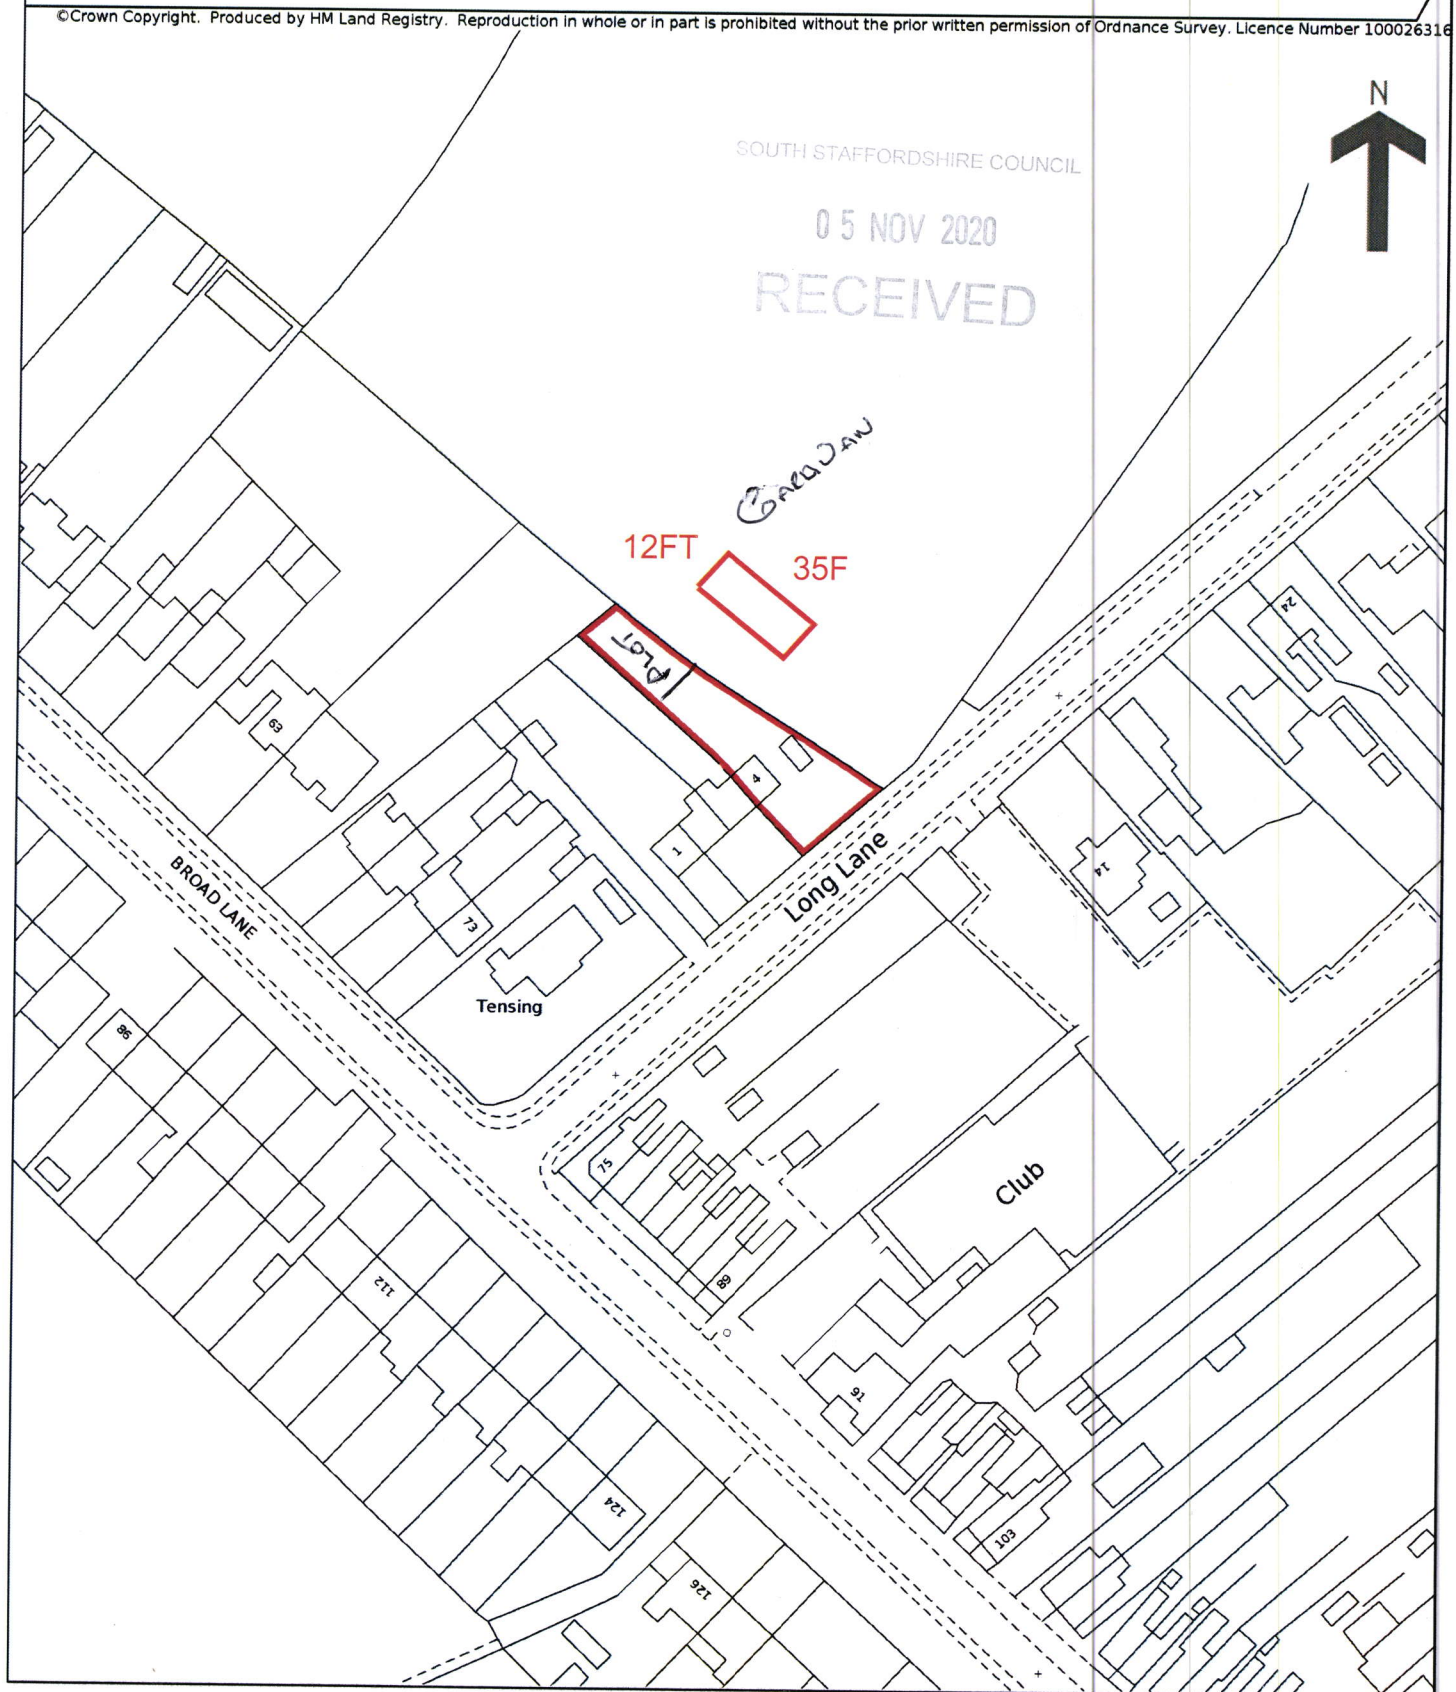 ©Crown Copyright. Produced by HM Land Registry. Reproduction in whole or in part is prohibited without the prior written permission of Ordnance Survey. Licence Number 100026316
N
SOUTH STAFFORDSHIRE COUNCIL
05 NOV 2020
RECEIVED
CARAVAN
12FT
35F
PLOT
24
63
4
1
Long Lane
14
BROAD LANE
73
Tensing
86
75
Club
89
112
91
124
103
126